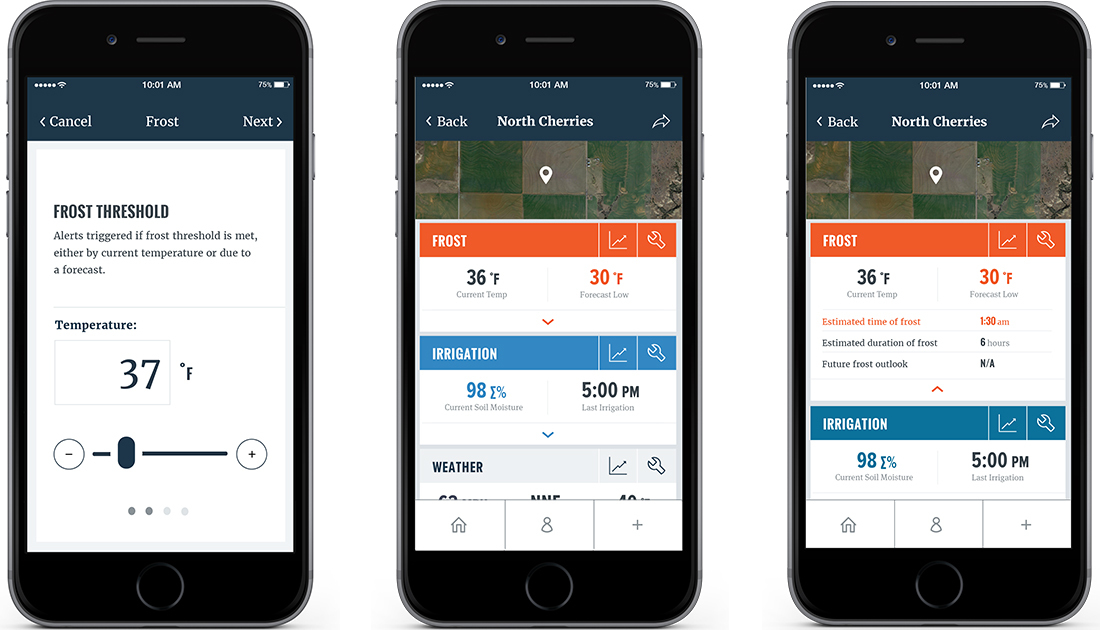 10:01 AM 75%
Cancel Frost Next
FROST THRESHOLD
Alerts triggered if frost threshold is met,
either by current temperature or due to
a forecast.
Temperature:
37 °F
- +
10:01 AM 75%
Back North Cherries
FROST
36 °F 30 °F
Current Temp Forecast Low
IRRIGATION
98 Σ% 5:00 PM
Current Soil Moisture Last Irrigation
WEATHER
+
10:01 AM 75%
Back North Cherries
FROST
36 °F 30 °F
Current Temp Forecast Low
Estimated time of frost 1:30 am
Estimated duration of frost 6 hours
Future frost outlook N/A
IRRIGATION
98 Σ% 5:00 PM
Current Soil Moisture Last Irrigation
+